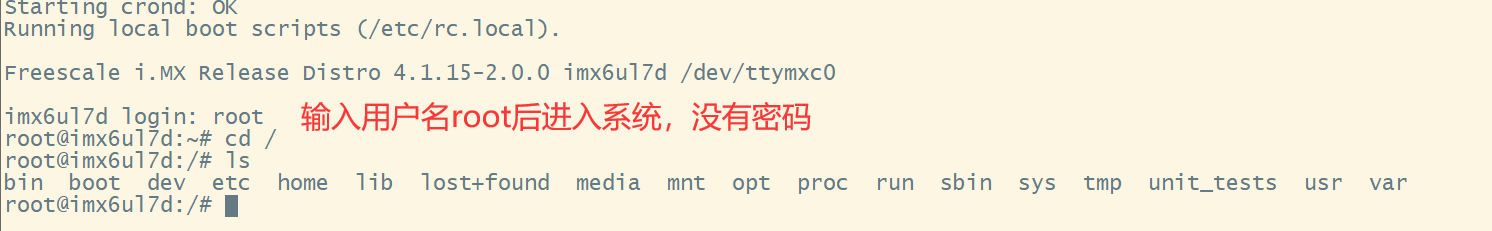 Starting crond: OK
Running local boot scripts (/etc/rc.local).
Freescale i.MX Release Distro 4.1.15-2.0.0 imx6ul7d /dev/ttymxc0
imx6ul7d login: root 输入用户名root后进入系统，没有密码
root@imx6ul7d:~# cd /
root@imx6ul7d:/# ls
bin boot dev etc home lib lost+found media mnt opt proc run sbin sys tmp unit_tests usr var
root@imx6ul7d:/#